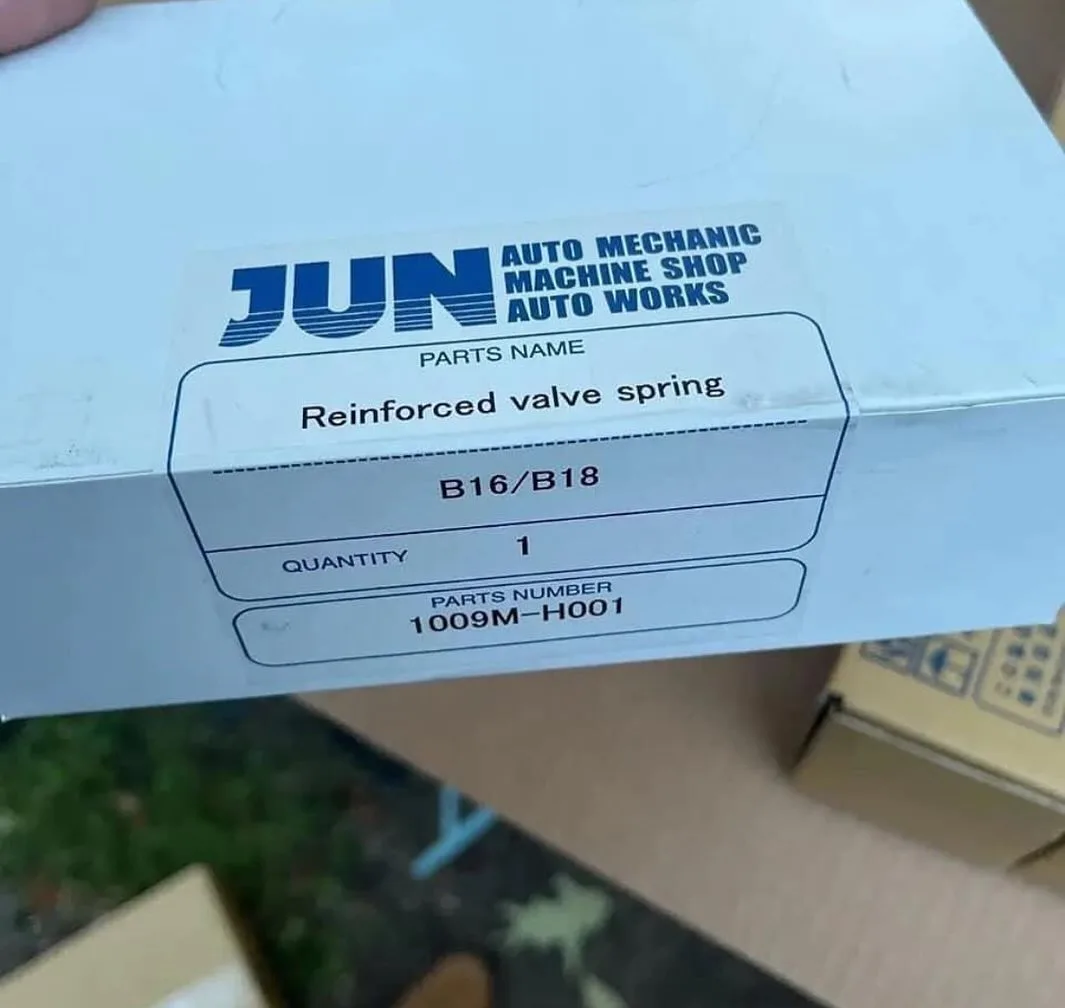 JUN
AUTO MECHANIC
MACHINE SHOP
AUTO WORKS
PARTS NAME
Reinforced valve spring
B16/B18
QUANTITY 1
PARTS NUMBER
1009M-H001